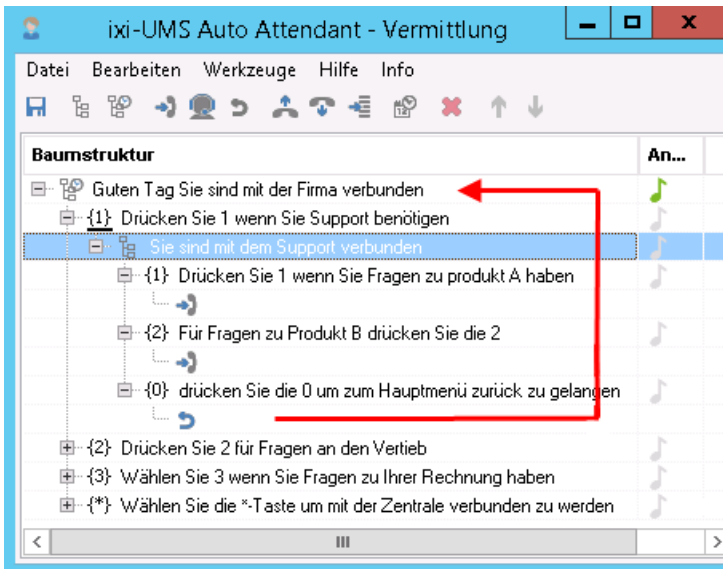 ixi-UMS Auto Attendant - Vermittlung
Datei Bearbeiten Werkzeuge Hilfe Info
12
Baumstruktur An...
Guten Tag Sie sind mit der Firma verbunden
{1} Drücken Sie 1 wenn Sie Support benötigen
Sie sind mit dem Support verbunden
{1} Drücken Sie 1 wenn Sie Fragen zu produkt A haben
{2} Für Fragen zu Produkt B drücken Sie die 2
{0} drücken Sie die 0 um zum Hauptmenü zurück zu gelangen
{2} Drücken Sie 2 für Fragen an den Vertieb
{3} Wählen Sie 3 wenn Sie Fragen zu Ihrer Rechnung haben
{*} Wählen Sie die *-Taste um mit der Zentrale verbunden zu werden